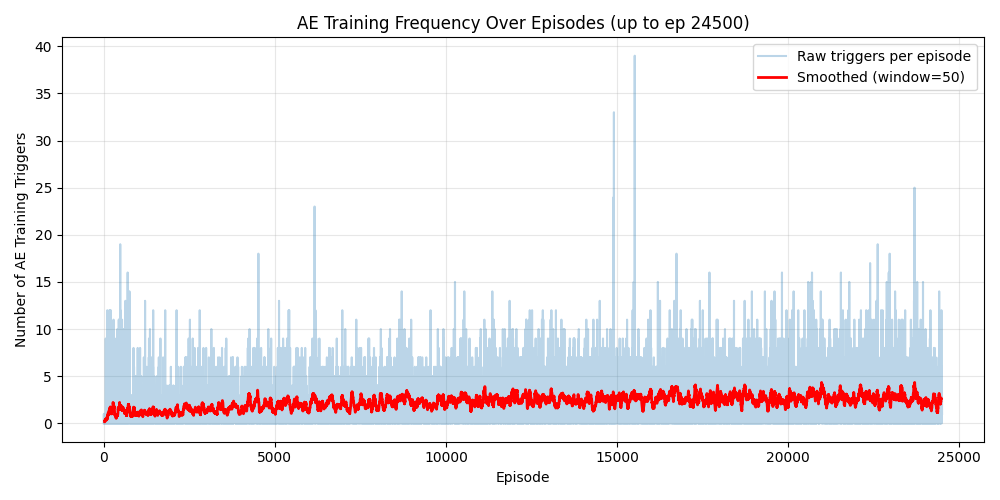 AE Training Frequency Over Episodes (up to ep 24500)
Raw triggers per episode
Smoothed (window=50)
Number of AE Training Triggers
40
35
30
25
20
15
10
5
0
0 5000 10000 15000 20000 25000
Episode